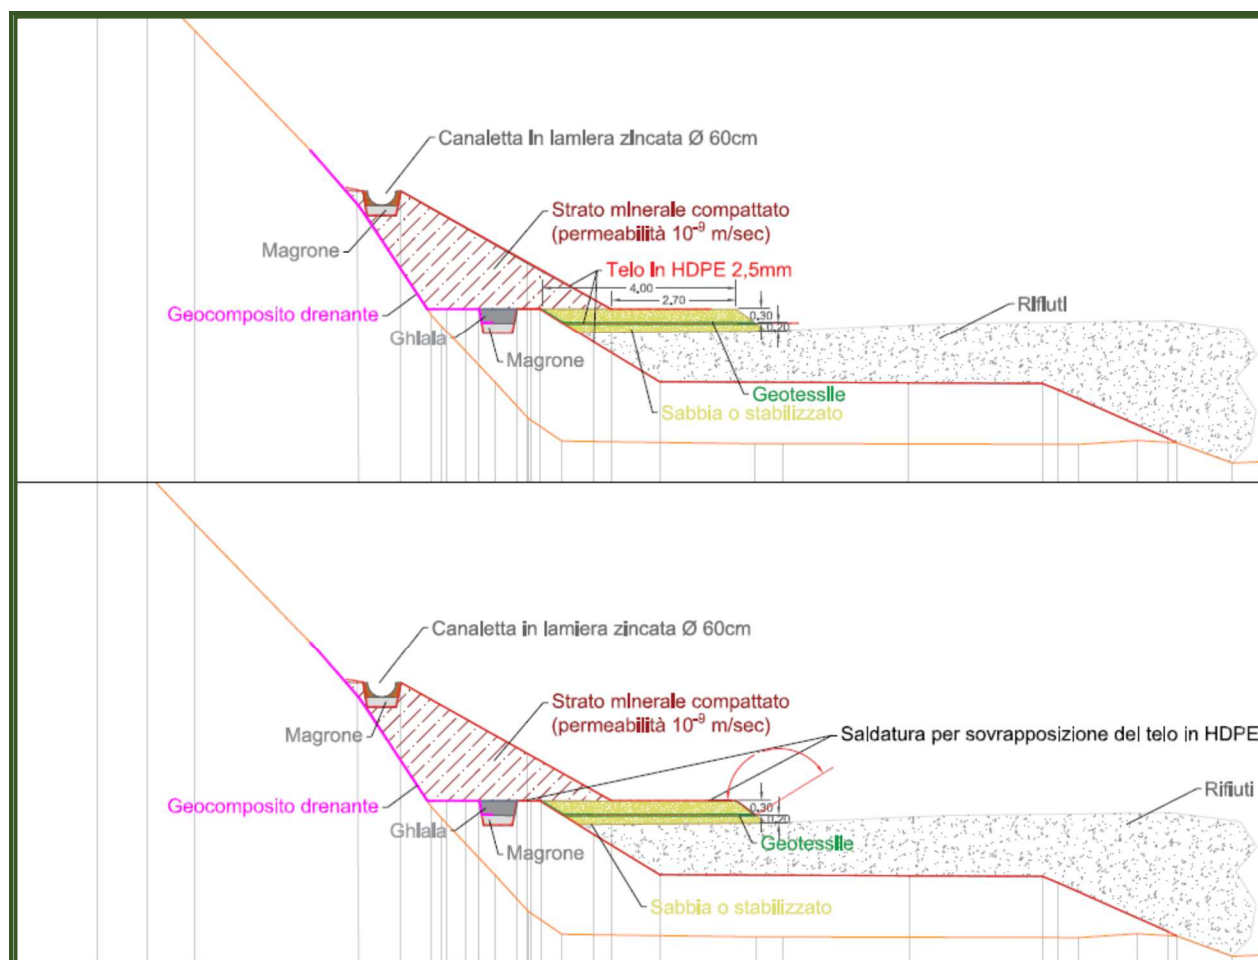 Canaletta in lamiera zincata Ø 60cm
Strato minerale compattato
(permeabilità 10⁻⁹ m/sec)
Magrone
Telo in HDPE 2,5mm
4.00
2.70
Rifiuti
Geocomposito drenante
0.30
0.20
Ghiaia
Magrone
Geotessile
Sabbia o stabilizzato
Canaletta in lamiera zincata Ø 60cm
Strato minerale compattato
(permeabilità 10⁻⁹ m/sec)
Magrone
Saldatura per sovrapposizione del telo in HDPE
Rifiuti
Geocomposito drenante
0.30
0.20
Ghiaia
Magrone
Geotessile
Sabbia o stabilizzato